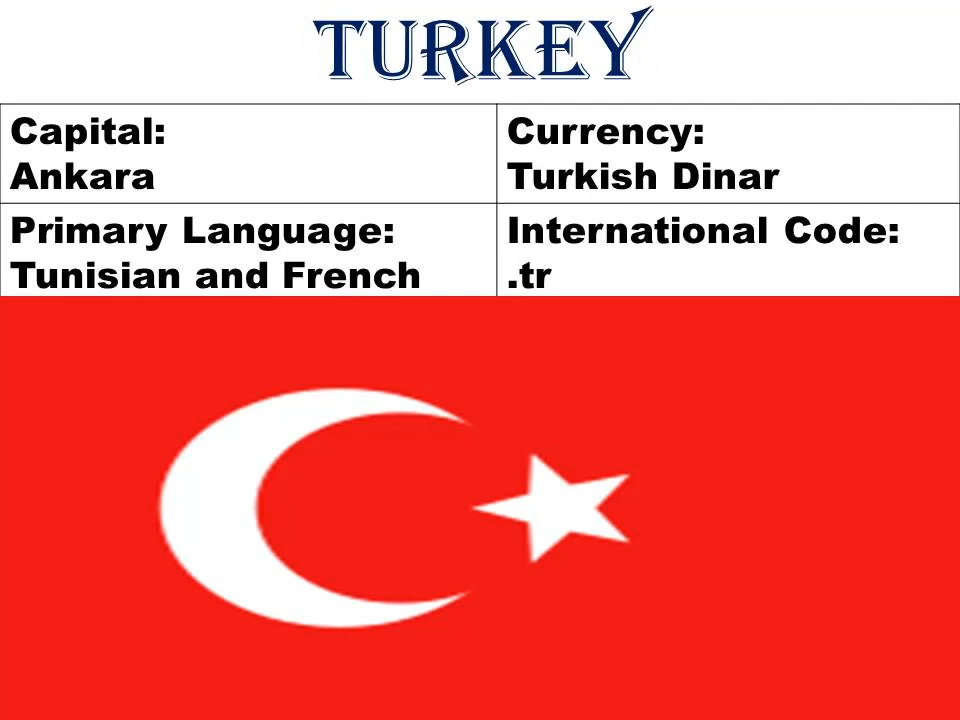 TURKEY
Capital:
Ankara
Currency:
Turkish Dinar
Primary Language:
Tunisian and French
International Code:
.tr